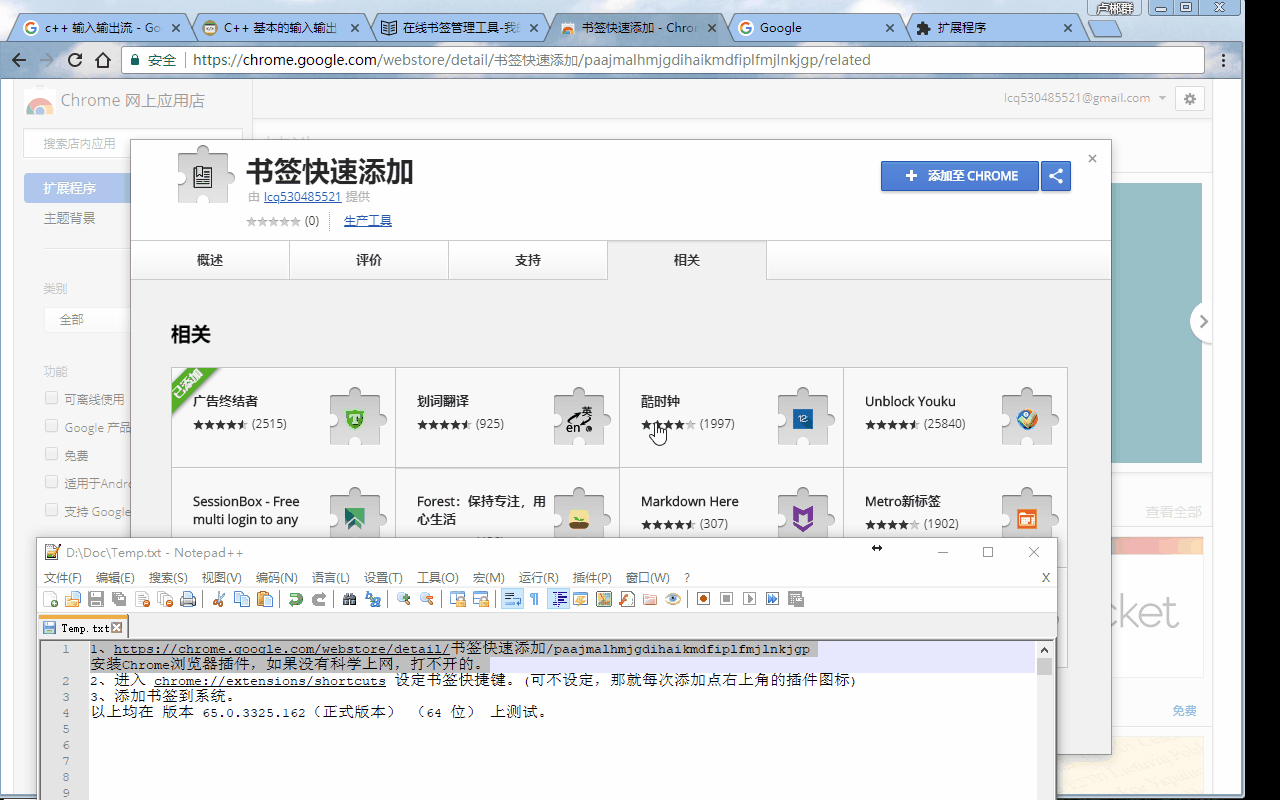 卢郴群
c++ 输入输出流 - Go
C++ 基本的输入输出
在线书签管理工具-我的
书签快速添加 - Chror
Google
扩展程序
安全 https://chrome.google.com/webstore/detail/书签快速添加/paajmalhmjgdihaikmdfiplfmjlnkjgp/related
Chrome 网上应用店
lcq530485521@gmail.com
搜索店内应用
扩展程序
主题背景
类别
全部
功能
可离线使用
Google 产品
免费
适用于Andro
支持 Google
书签快速添加
由 lcq530485521 提供
(0) 生产工具
添加至 CHROME
概述 评价 支持 相关
相关
已添加
广告终结者
(2515)
划词翻译
(925)
英
en
酷时钟
(1997)
12
Unblock Youku
(25840)
SessionBox - Free
multi login to any
Forest：保持专注，用
心生活
Markdown Here
(307)
Metro新标签
(1902)
查看全部
cket
免费
D:\Doc\Temp.txt - Notepad++
文件(F) 编辑(E) 搜索(S) 视图(V) 编码(N) 语言(L) 设置(T) 工具(O) 宏(M) 运行(R) 插件(P) 窗口(W) ? X
Temp.txt
1 1、https://chrome.google.com/webstore/detail/书签快速添加/paajmalhmjgdihaikmdfiplfmjlnkjgp
安装Chrome浏览器插件，如果没有科学上网，打不开的。
2 2、进入 chrome://extensions/shortcuts 设定书签快捷键。(可不设定，那就每次添加点右上角的插件图标)
3 3、添加书签到系统。
4 以上均在 版本 65.0.3325.162（正式版本） （64 位） 上测试。
5
6
7
8
9